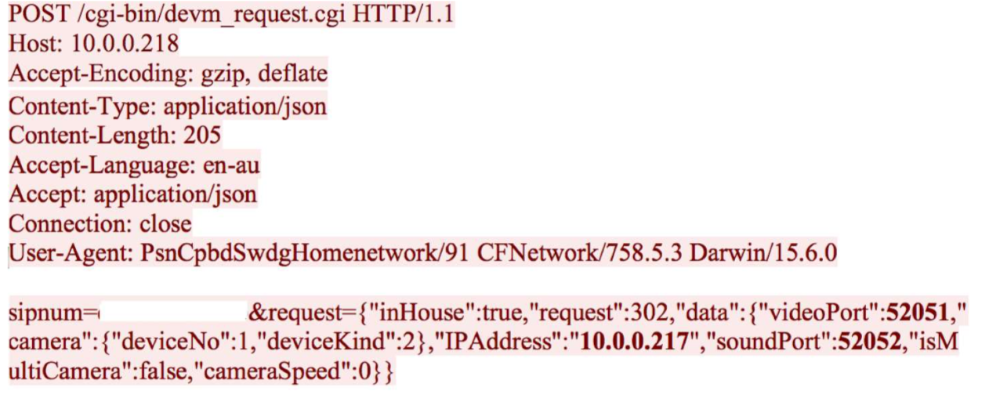 POST /cgi-bin/devm_request.cgi HTTP/1.1
Host: 10.0.0.218
Accept-Encoding: gzip, deflate
Content-Type: application/json
Content-Length: 205
Accept-Language: en-au
Accept: application/json
Connection: close
User-Agent: PsnCpbdSwdgHomenetwork/91 CFNetwork/758.5.3 Darwin/15.6.0
sipnum= &request={"inHouse":true,"request":302,"data":{"videoPort":52051,"
camera":{"deviceNo":1,"deviceKind":2},"IPAddress":"10.0.0.217","soundPort":52052,"isM
ultiCamera":false,"cameraSpeed":0}}